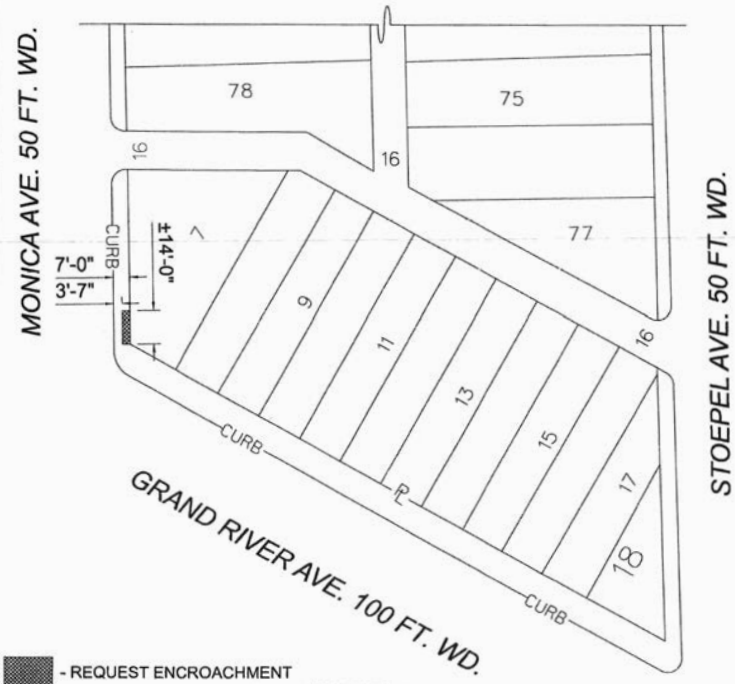 MONICA AVE. 50 FT. WD.
78
75
16
16
77
STOEPEL AVE. 50 FT. WD.
CURB
7
±14'-0"
7'-0"
3'-7"
9
11
13
15
16
17
18
CURB
PL
CURB
GRAND RIVER AVE. 100 FT. WD.
- REQUEST ENCROACHMENT